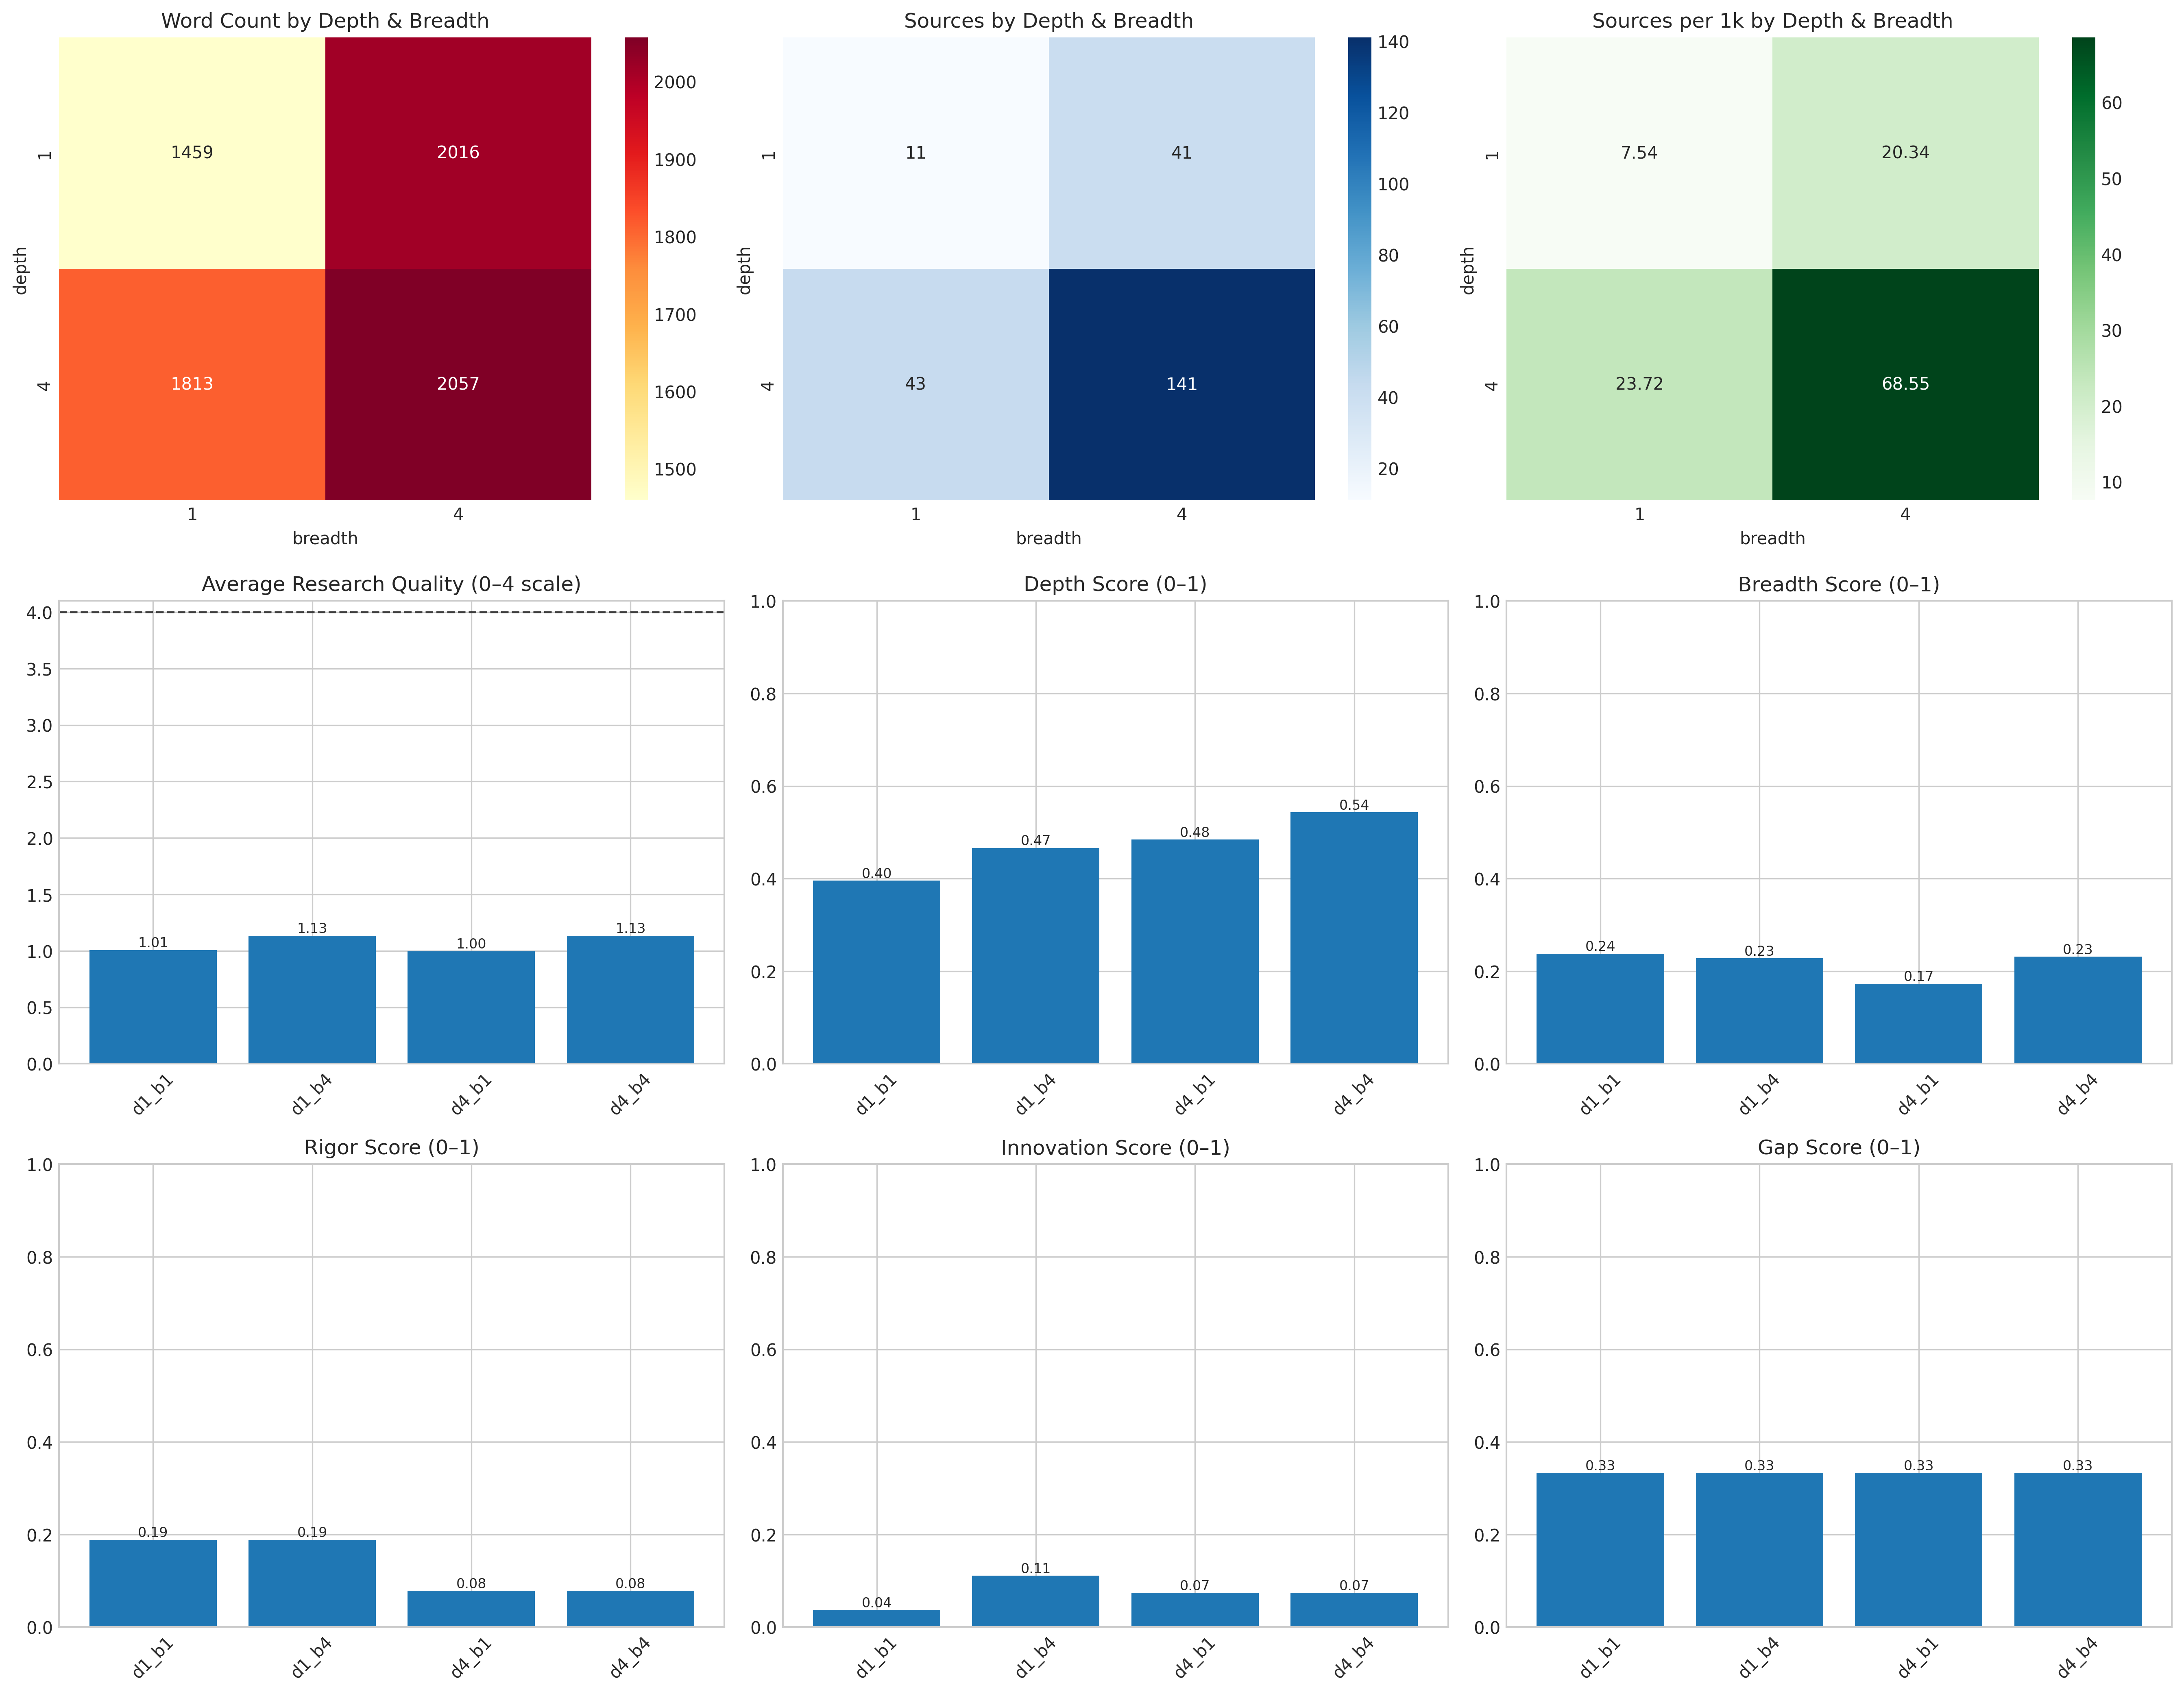 Word Count by Depth & Breadth
1459
2016
1813
2057
1
4
depth
1
4
breadth
2000
1900
1800
1700
1600
1500
Sources by Depth & Breadth
11
41
43
141
1
4
depth
1
4
breadth
140
120
100
80
60
40
20
Sources per 1k by Depth & Breadth
7.54
20.34
23.72
68.55
1
4
depth
1
4
breadth
60
50
40
30
20
10
Average Research Quality (0–4 scale)
4.0
3.5
3.0
2.5
2.0
1.5
1.0
0.5
0.0
1.01
1.13
1.00
1.13
d1_b1
d1_b4
d4_b1
d4_b4
Depth Score (0–1)
1.0
0.8
0.6
0.4
0.2
0.0
0.40
0.47
0.48
0.54
d1_b1
d1_b4
d4_b1
d4_b4
Breadth Score (0–1)
1.0
0.8
0.6
0.4
0.2
0.0
0.24
0.23
0.17
0.23
d1_b1
d1_b4
d4_b1
d4_b4
Rigor Score (0–1)
1.0
0.8
0.6
0.4
0.2
0.0
0.19
0.19
0.08
0.08
d1_b1
d1_b4
d4_b1
d4_b4
Innovation Score (0–1)
1.0
0.8
0.6
0.4
0.2
0.0
0.04
0.11
0.07
0.07
d1_b1
d1_b4
d4_b1
d4_b4
Gap Score (0–1)
1.0
0.8
0.6
0.4
0.2
0.0
0.33
0.33
0.33
0.33
d1_b1
d1_b4
d4_b1
d4_b4